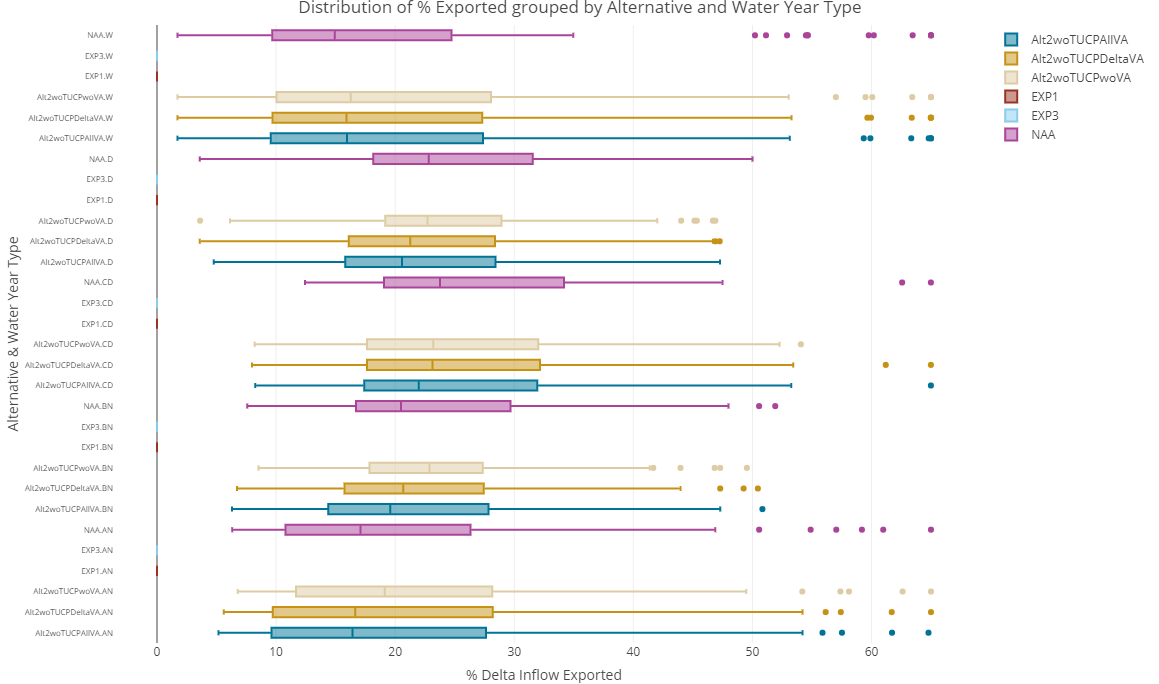 Distribution of % Exported grouped by Alternative and Water Year Type
NAA.W
EXP3.W
EXP1.W
Alt2woTUCPwoVA.W
Alt2woTUCPDeltaVA.W
Alt2woTUCPAllVA.W
NAA.D
EXP3.D
EXP1.D
Alt2woTUCPwoVA.D
Alt2woTUCPDeltaVA.D
Alt2woTUCPAllVA.D
NAA.CD
EXP3.CD
EXP1.CD
Alt2woTUCPwoVA.CD
Alt2woTUCPDeltaVA.CD
Alt2woTUCPAllVA.CD
NAA.BN
EXP3.BN
EXP1.BN
Alt2woTUCPwoVA.BN
Alt2woTUCPDeltaVA.BN
Alt2woTUCPAllVA.BN
NAA.AN
EXP3.AN
EXP1.AN
Alt2woTUCPwoVA.AN
Alt2woTUCPDeltaVA.AN
Alt2woTUCPAllVA.AN
Alternative & Water Year Type
0 10 20 30 40 50 60
% Delta Inflow Exported
Alt2woTUCPAllVA
Alt2woTUCPDeltaVA
Alt2woTUCPwoVA
EXP1
EXP3
NAA